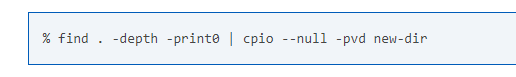 % find . -depth -print0 | cpio --null -pvd new-dir